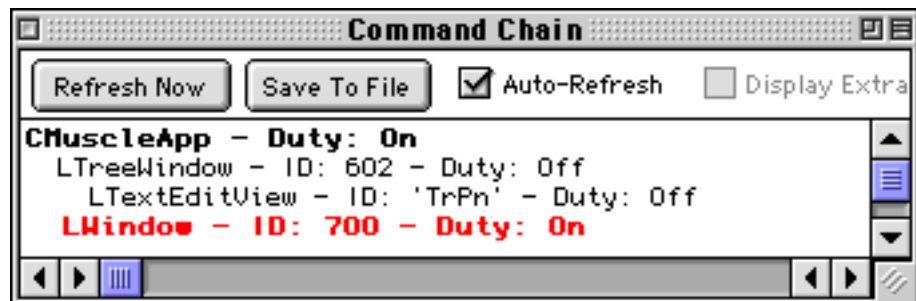 Command Chain
Refresh Now Save To File Auto-Refresh Display Extra
CMuscleApp – Duty: On
LTreeWindow – ID: 602 – Duty: Off
LTextEditView – ID: 'TrPn' – Duty: Off
LWindow – ID: 700 – Duty: On